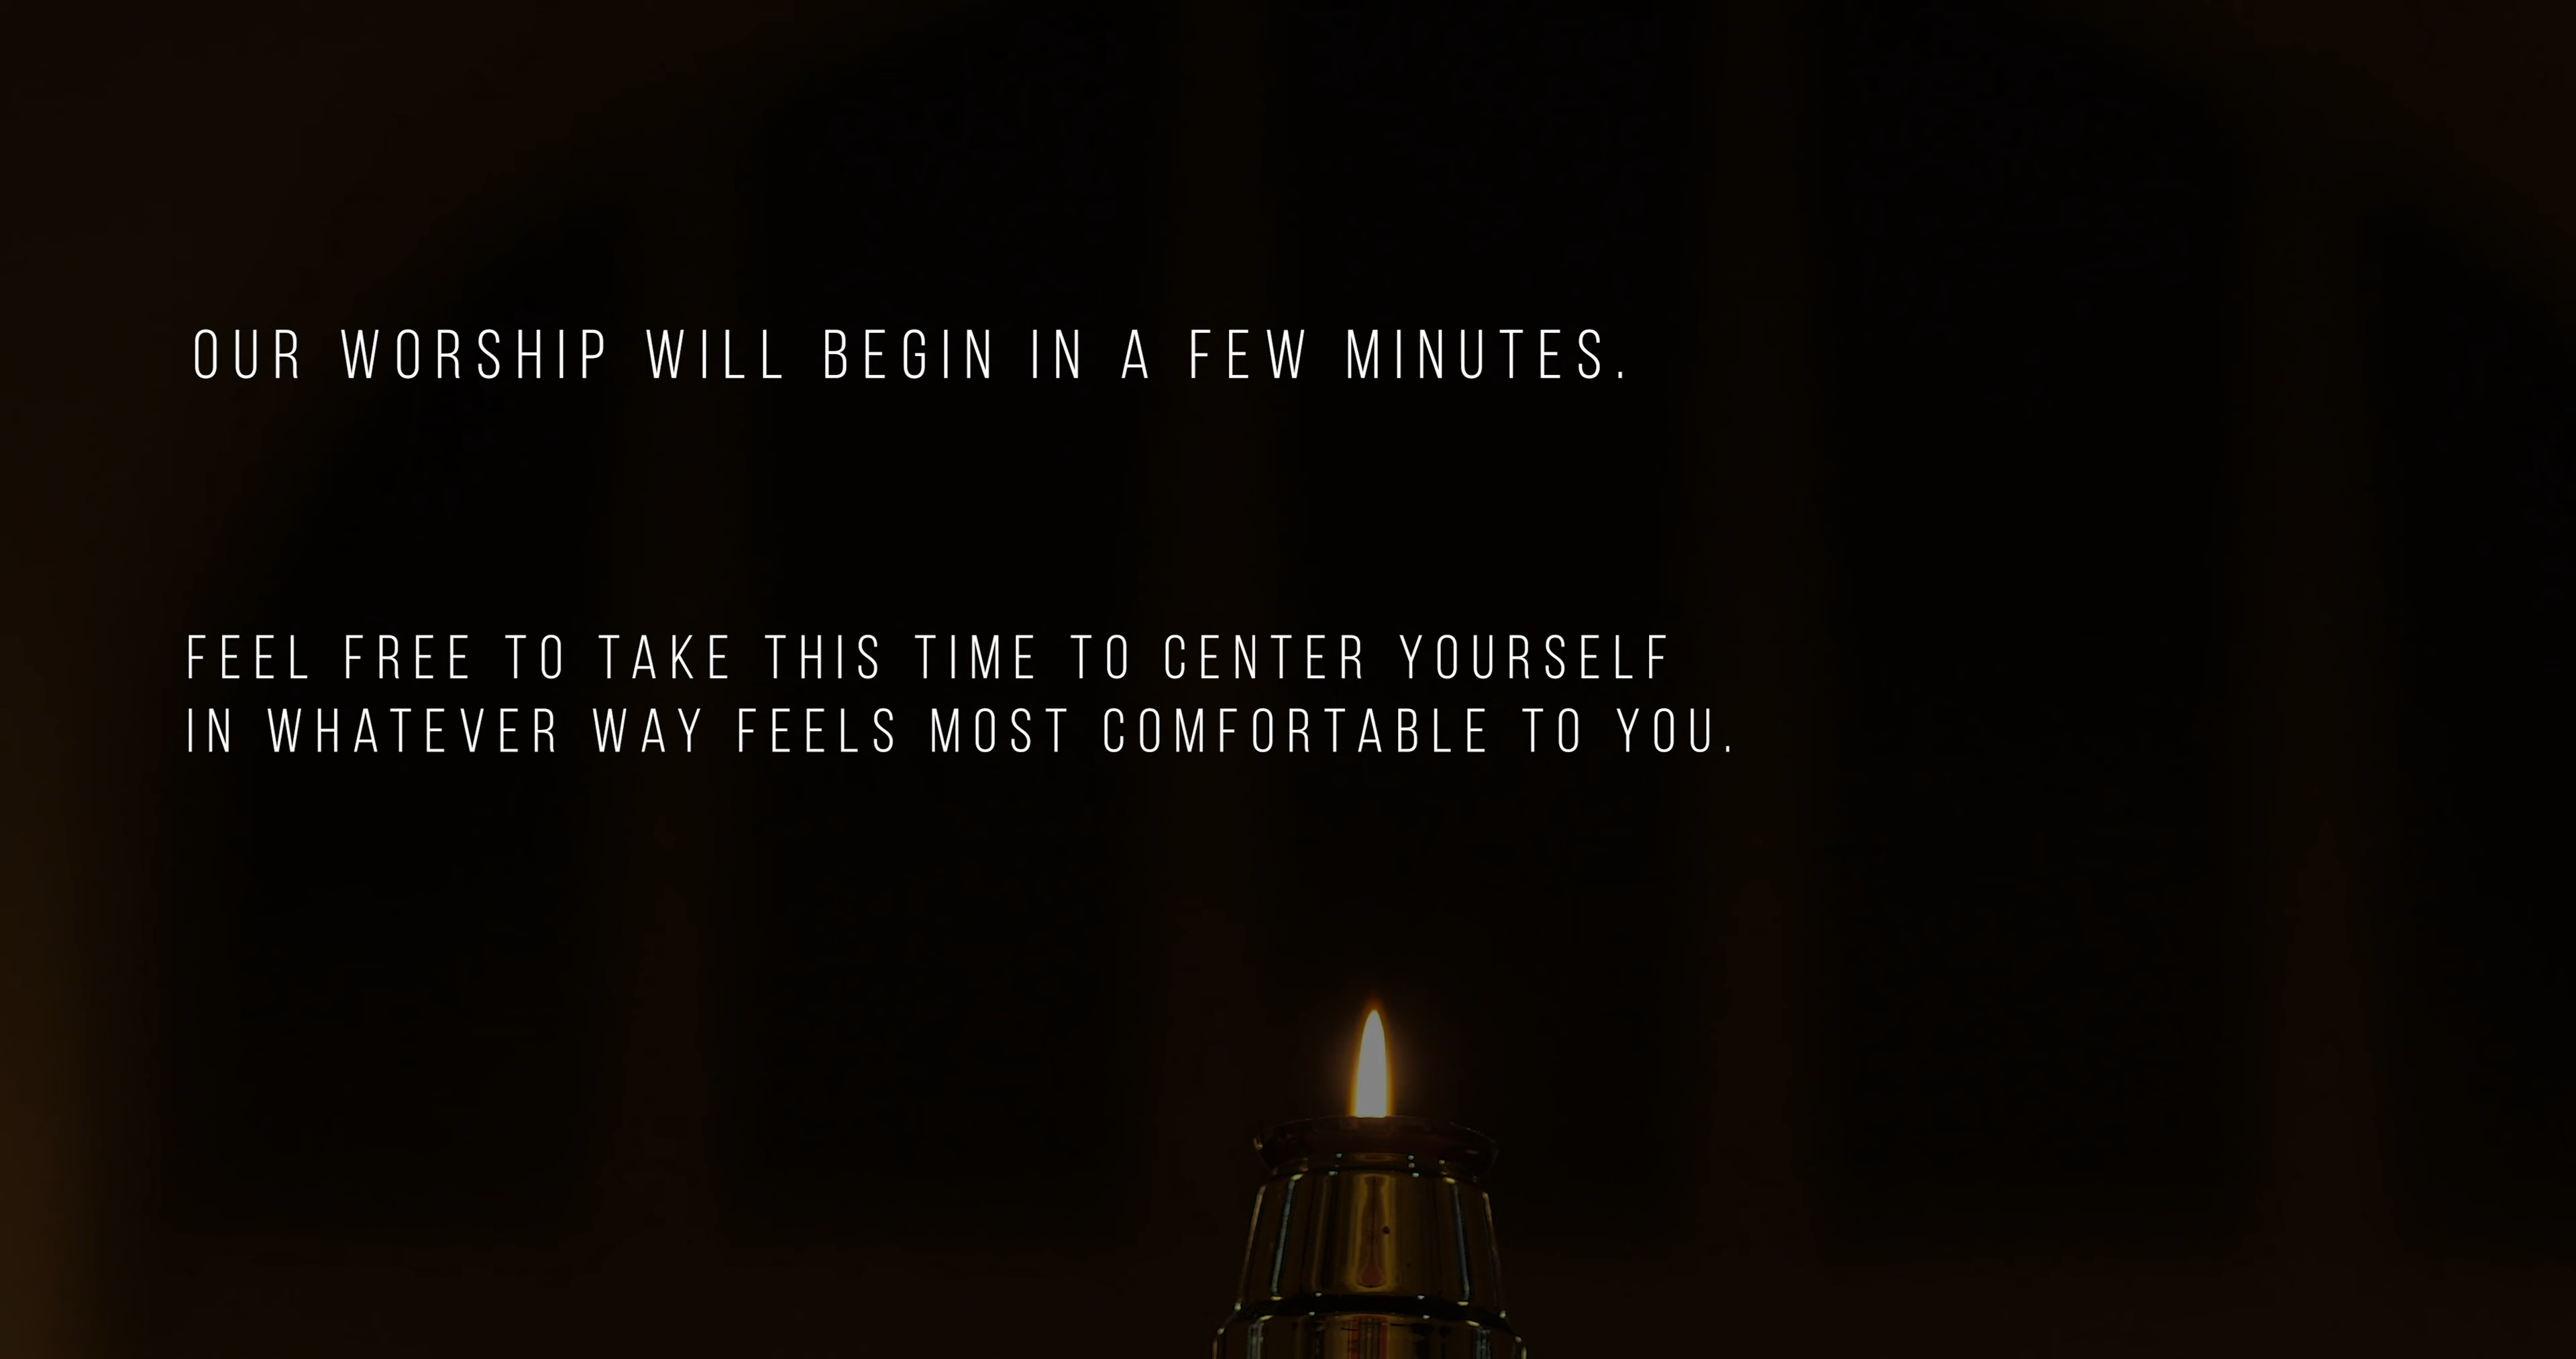 OUR WORSHIP WILL BEGIN IN A FEW MINUTES.
FEEL FREE TO TAKE THIS TIME TO CENTER YOURSELF
IN WHATEVER WAY FEELS MOST COMFORTABLE TO YOU.